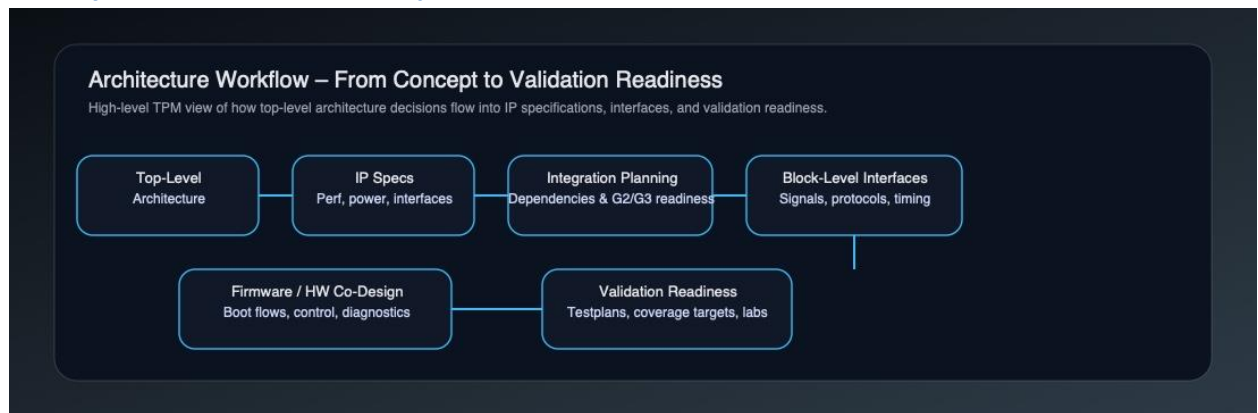 Architecture Workflow – From Concept to Validation Readiness
High-level TPM view of how top-level architecture decisions flow into IP specifications, interfaces, and validation readiness.
Top-Level
Architecture
IP Specs
Perf, power, interfaces
Integration Planning
Dependencies & G2/G3 readiness
Block-Level Interfaces
Signals, protocols, timing
Firmware / HW Co-Design
Boot flows, control, diagnostics
Validation Readiness
Testplans, coverage targets, labs